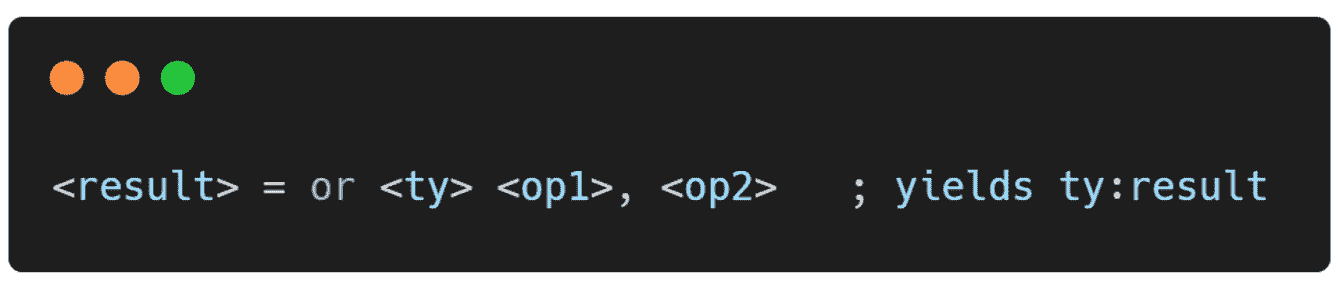 <result> = or <ty> <op1>, <op2>   ; yields ty:result